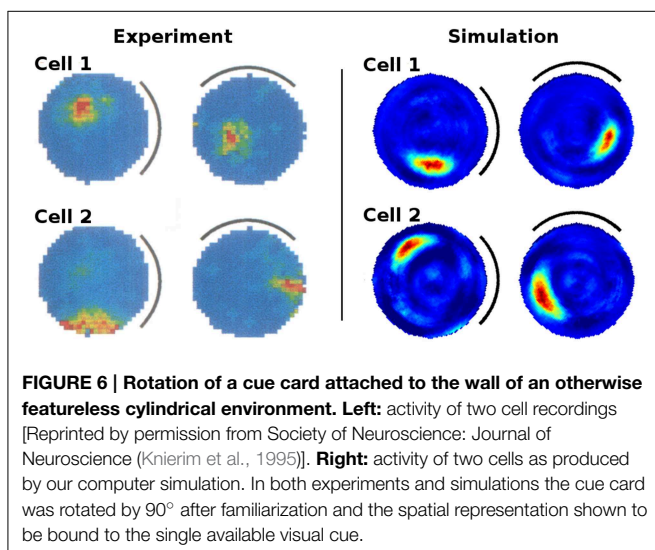 Experiment
Simulation
Cell 1
Cell 1
Cell 2
Cell 2
FIGURE 6 | Rotation of a cue card attached to the wall of an otherwise
featureless cylindrical environment. Left: activity of two cell recordings
[Reprinted by permission from Society of Neuroscience: Journal of
Neuroscience (Knierim et al., 1995)]. Right: activity of two cells as produced
by our computer simulation. In both experiments and simulations the cue card
was rotated by 90° after familiarization and the spatial representation shown to
be bound to the single available visual cue.